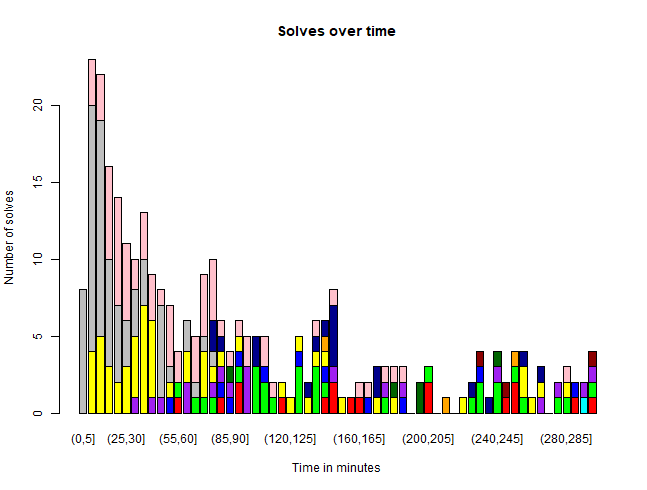 Solves over time
Number of solves
20
15
10
5
0
(0,5] (25,30] (55,60] (85,90] (120,125] (160,165] (200,205] (240,245] (280,285]
Time in minutes